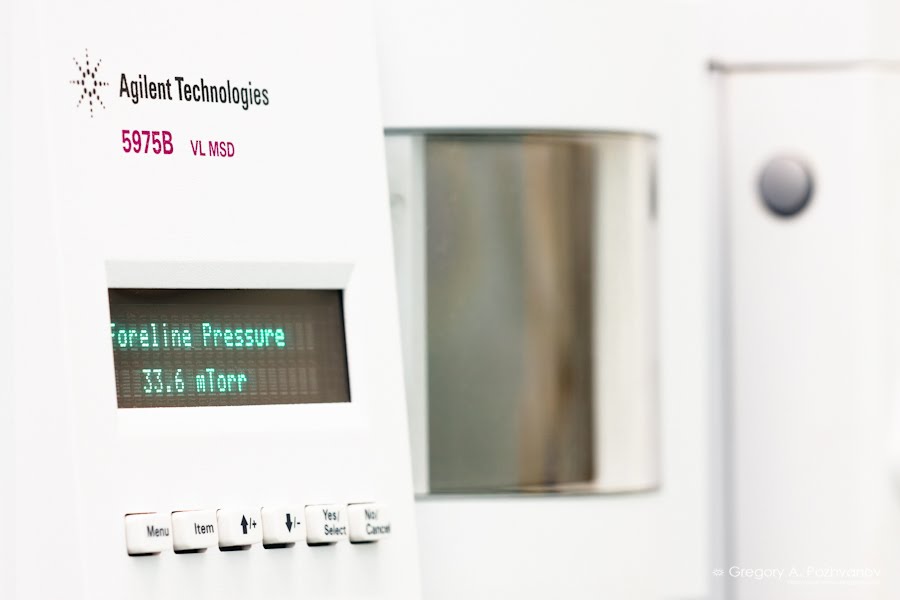 Agilent Technologies
5975B VL MSD
Foreline Pressure
33.6 mTorr
Menu
Item
/+
/-
Yes/
Select
No/
Cancel
Gregory A. Pozhvanov